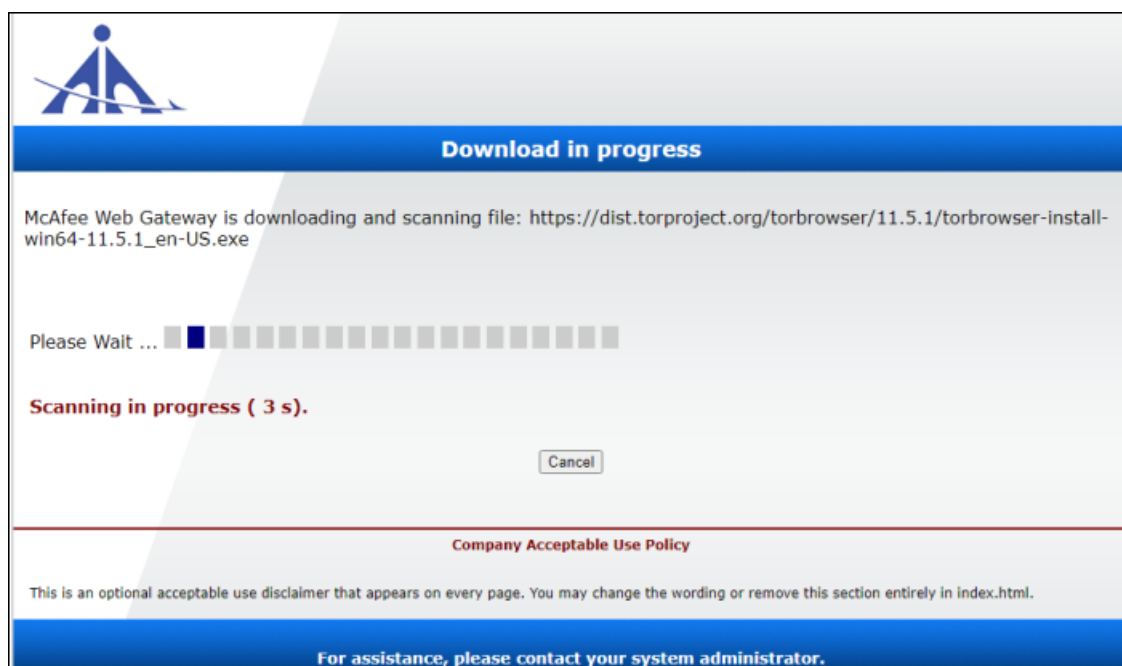 Download in progress
McAfee Web Gateway is downloading and scanning file: https://dist.torproject.org/torbrowser/11.5.1/torbrowser-install-
win64-11.5.1_en-US.exe
Please Wait ...
Scanning in progress ( 3 s).
Cancel
Company Acceptable Use Policy
This is an optional acceptable use disclaimer that appears on every page. You may change the wording or remove this section entirely in index.html.
For assistance, please contact your system administrator.